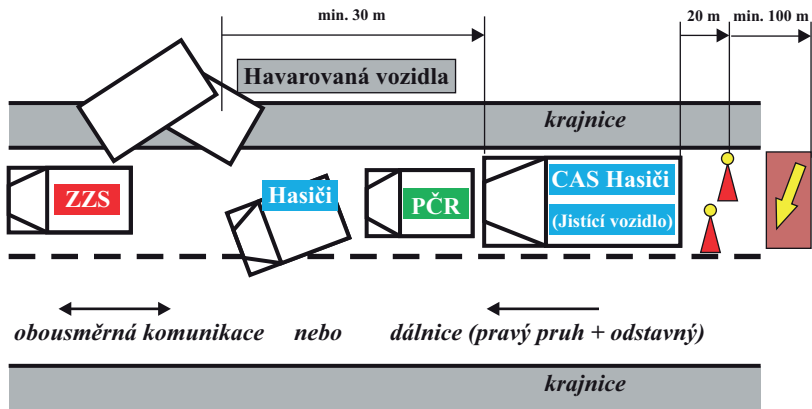 min. 30 m
20 m
min. 100 m
Havarovaná vozidla
krajnice
ZZS
Hasiči
PČR
CAS Hasiči
(Jistící vozidlo)
obousměrná komunikace nebo dálnice (pravý pruh + odstavný)
krajnice